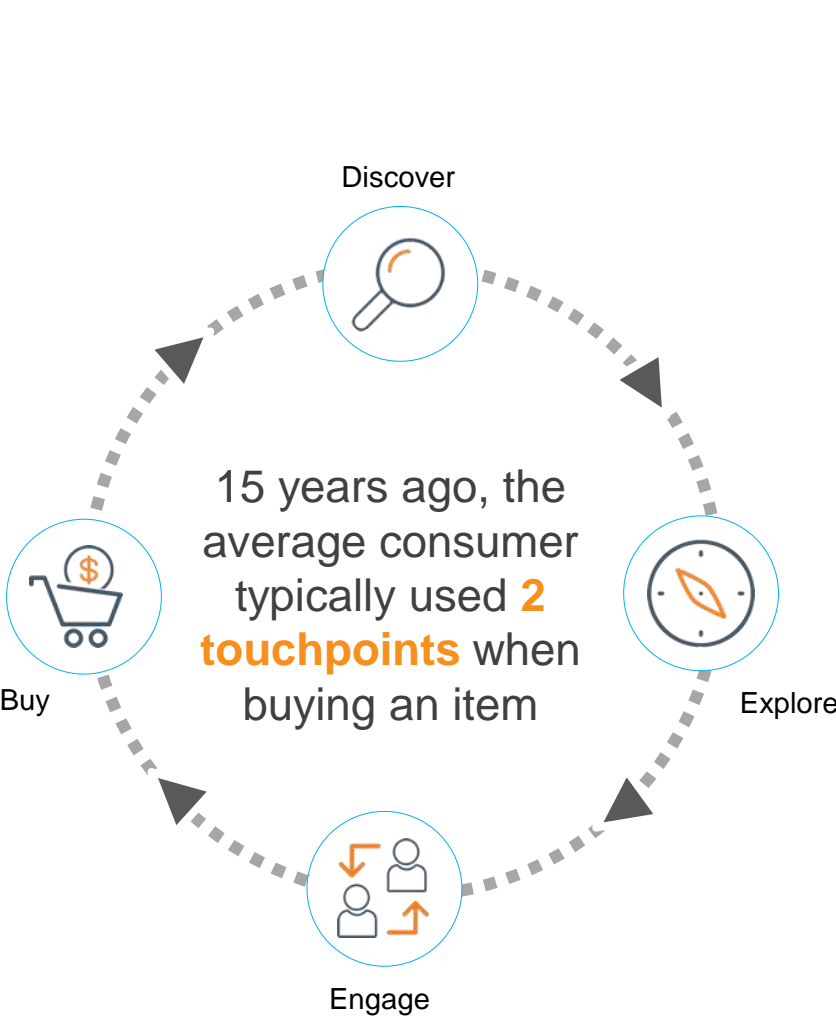 Discover
15 years ago, the
average consumer
typically used 2
touchpoints when
buying an item
$
Buy
Explore
Engage